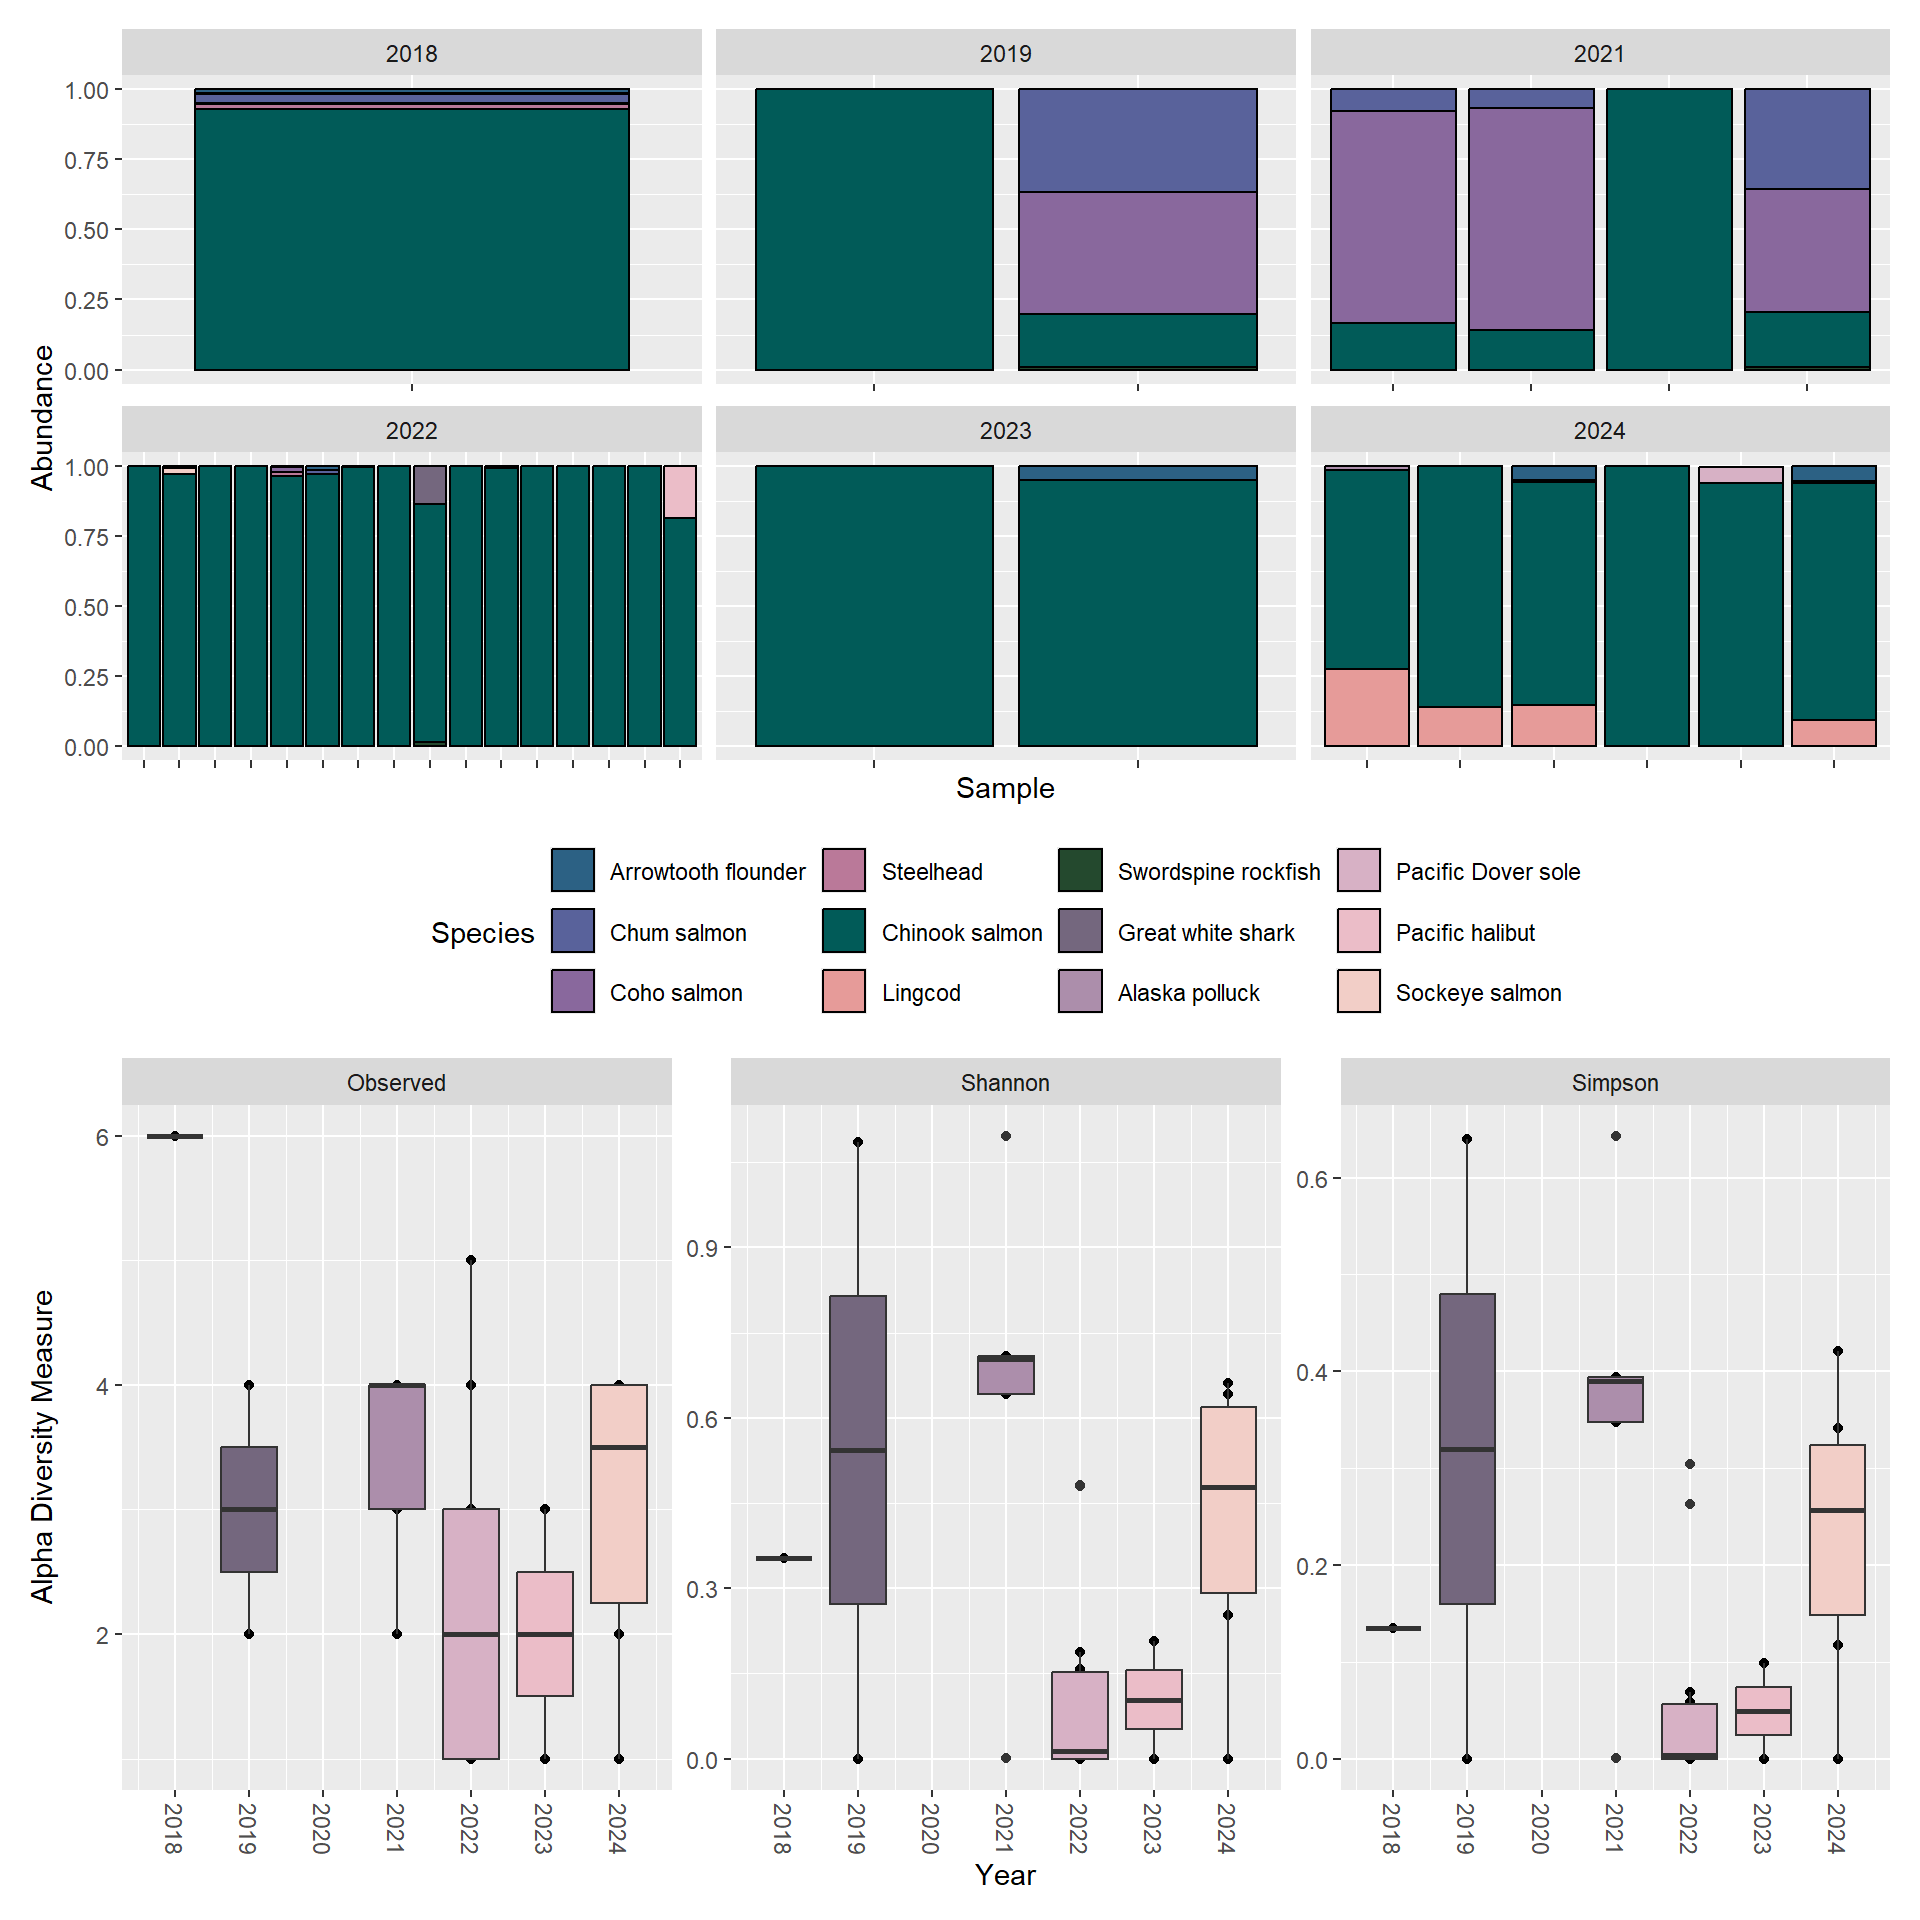 2018 2019 2021
1.00
0.75
0.50
0.25
0.00
Abundance
2022 2023 2024
1.00
0.75
0.50
0.25
0.00
Sample
Species
Arrowtooth flounder Steelhead Swordspine rockfish Pacific Dover sole
Chum salmon Chinook salmon Great white shark Pacific halibut
Coho salmon Lingcod Alaska polluck Sockeye salmon
Observed Shannon Simpson
Alpha Diversity Measure
6
4
2
0.9
0.6
0.3
0.0
0.6
0.4
0.2
0.0
2018 2019 2020 2021 2022 2023 2024
2018 2019 2020 2021 2022 2023 2024
2018 2019 2020 2021 2022 2023 2024
Year